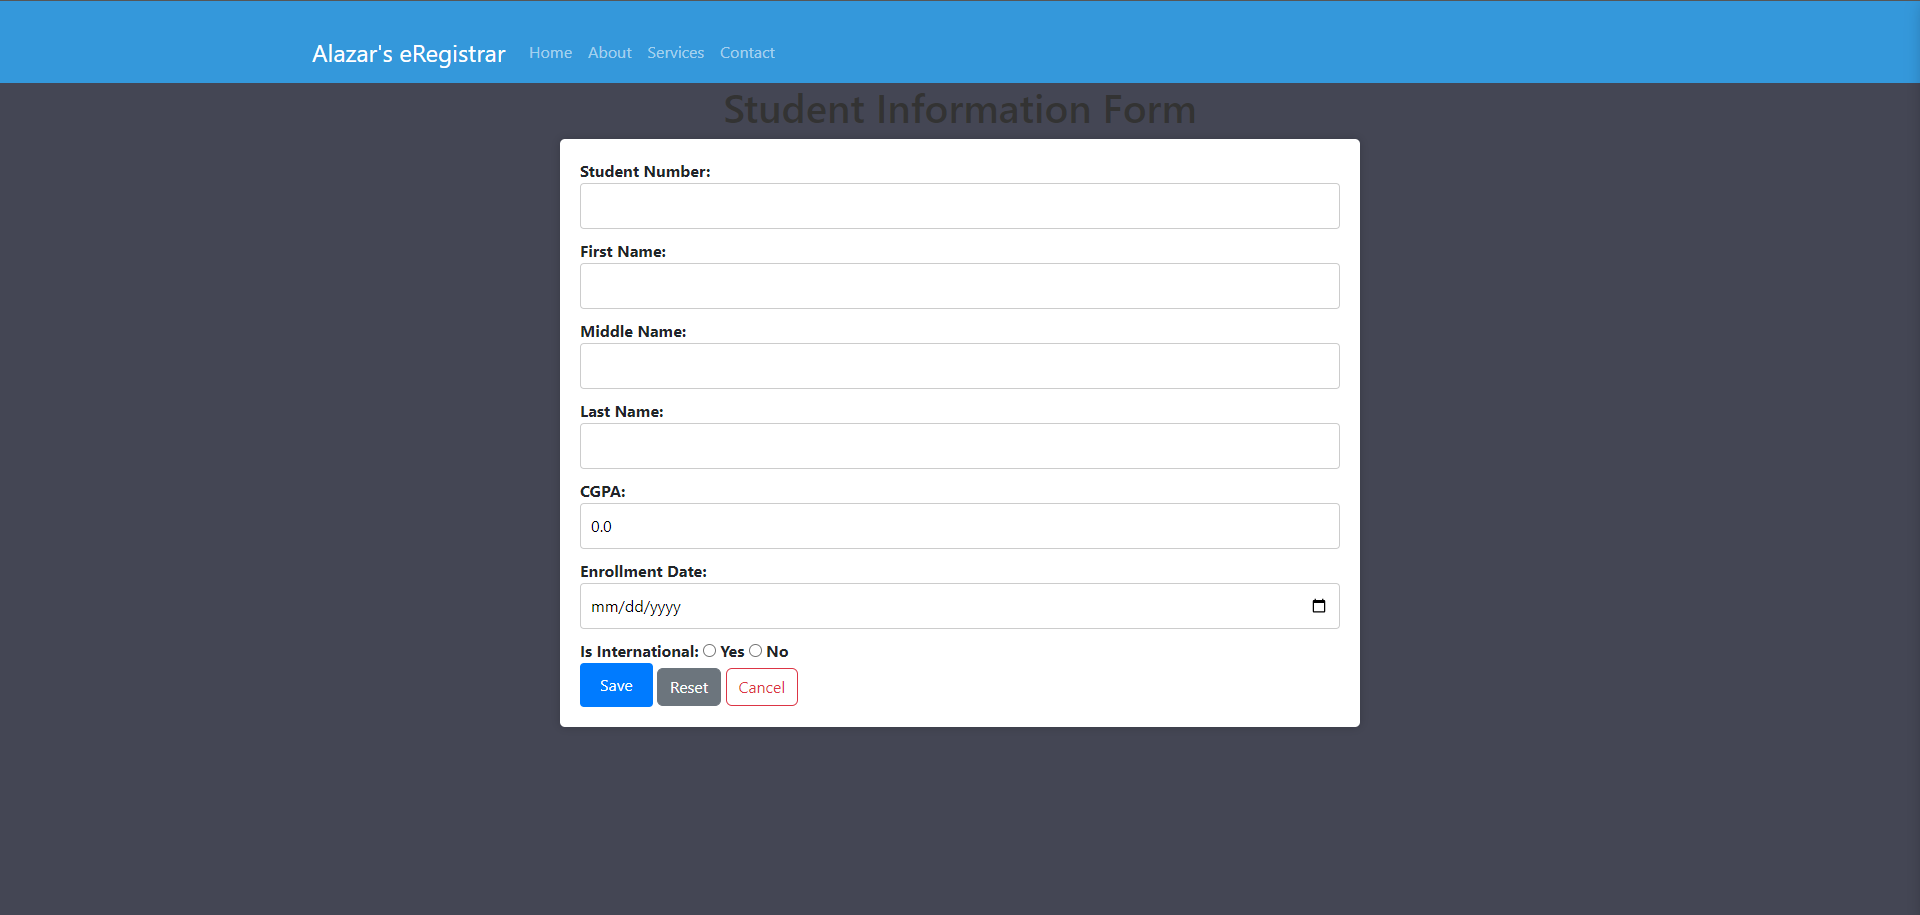 Alazar's eRegistrar Home About Services Contact
Student Information Form
Student Number:
First Name:
Middle Name:
Last Name:
CGPA:
0.0
Enrollment Date:
mm/dd/yyyy
Is International: Yes No
Save Reset Cancel